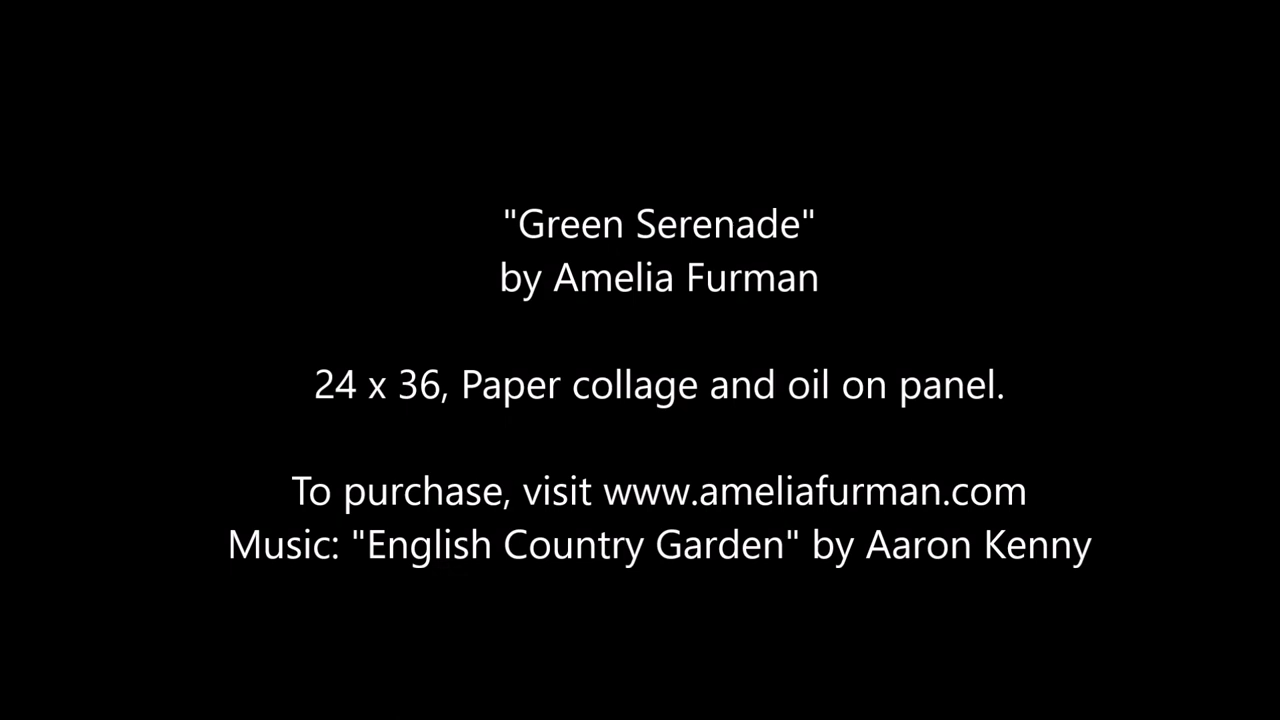 "Green Serenade"
by Amelia Furman
24 x 36, Paper collage and oil on panel.
To purchase, visit www.ameliafurman.com
Music: "English Country Garden" by Aaron Kenny